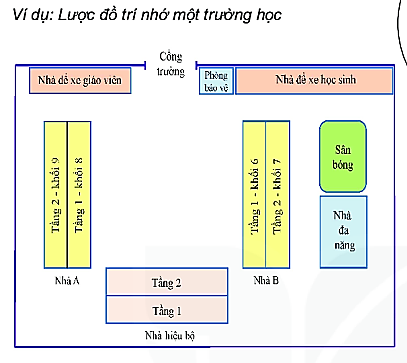 Ví dụ: Lược đồ trí nhớ một trường học
Cổng
trường
Nhà để xe giáo viên
Phòng
bảo vệ
Nhà để xe học sinh
Tầng 2 - khối 9
Tầng 1 - khối 8
Tầng 1 - khối 6
Tầng 2 - khối 7
Sân
bóng
Nhà
đa
năng
Nhà A
Nhà B
Tầng 2
Tầng 1
Nhà hiệu bộ